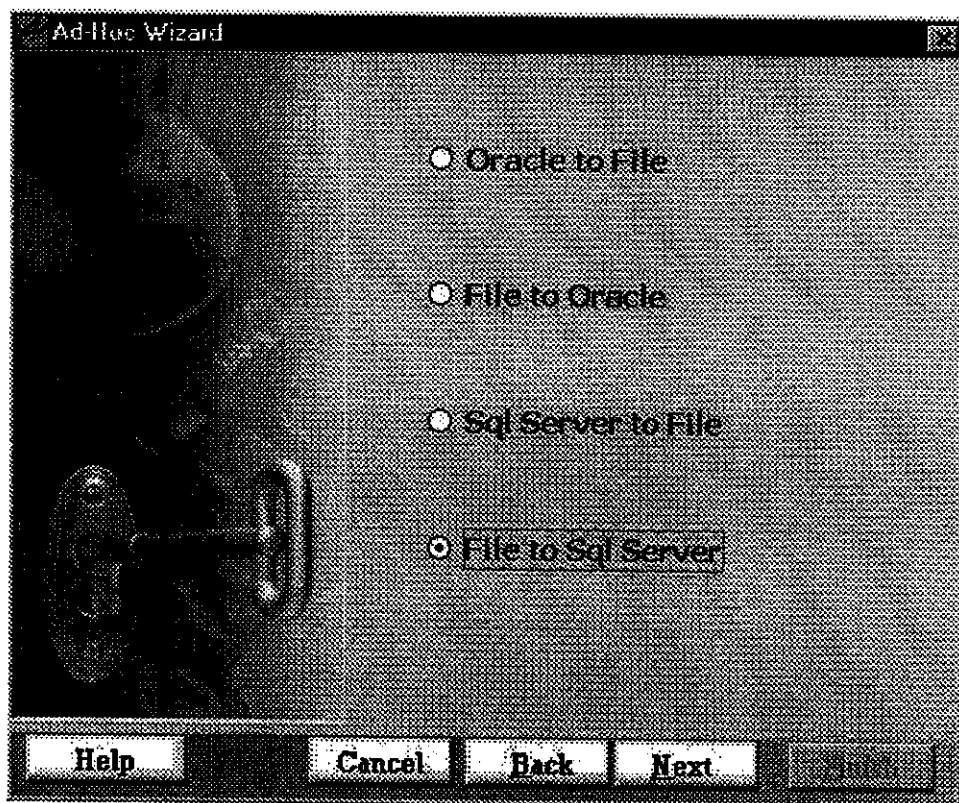 Ad-Hoc Wizard
Oracle to File
File to Oracle
Sql Server to File
File to Sql Server
Help Cancel Back Next